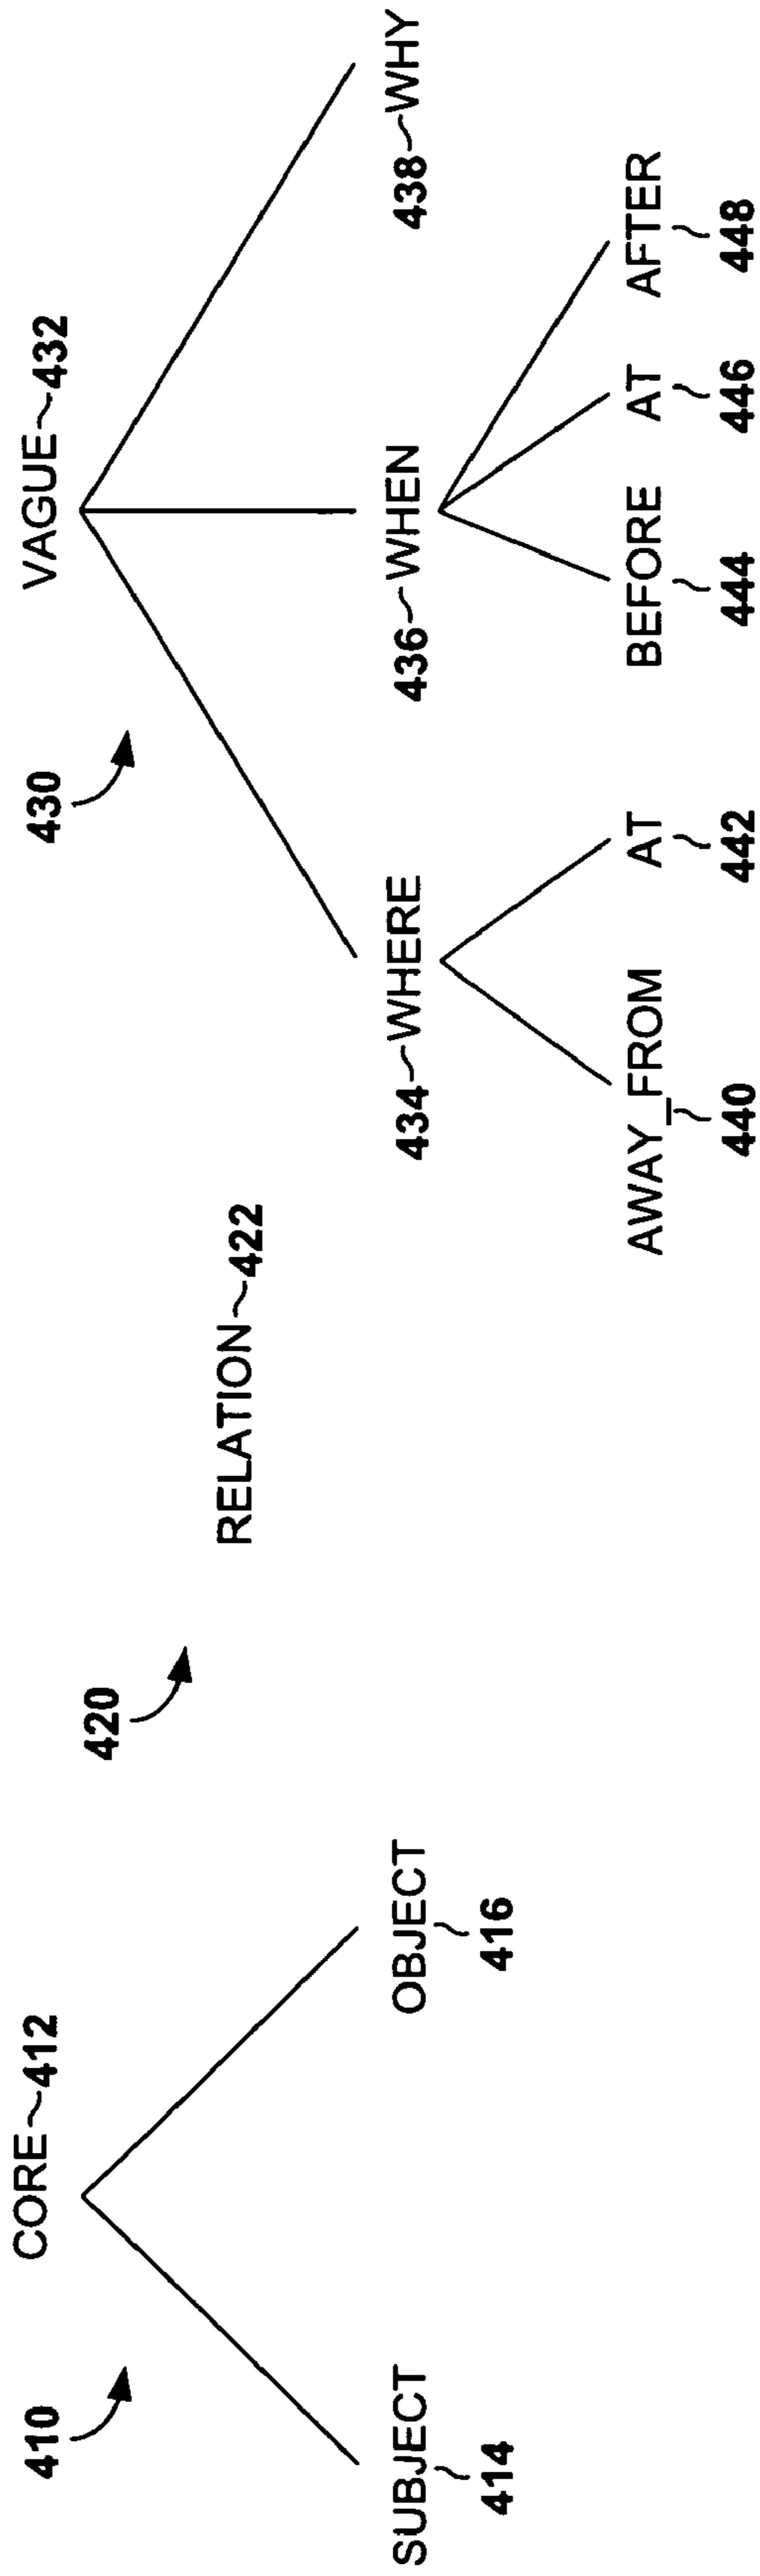 410
CORE~412
SUBJECT
414
OBJECT
416
420
RELATION~422
430
VAGUE~432
434~WHERE
436~WHEN
438~WHY
AWAY_FROM
440
AT
442
BEFORE
444
AT
446
AFTER
448